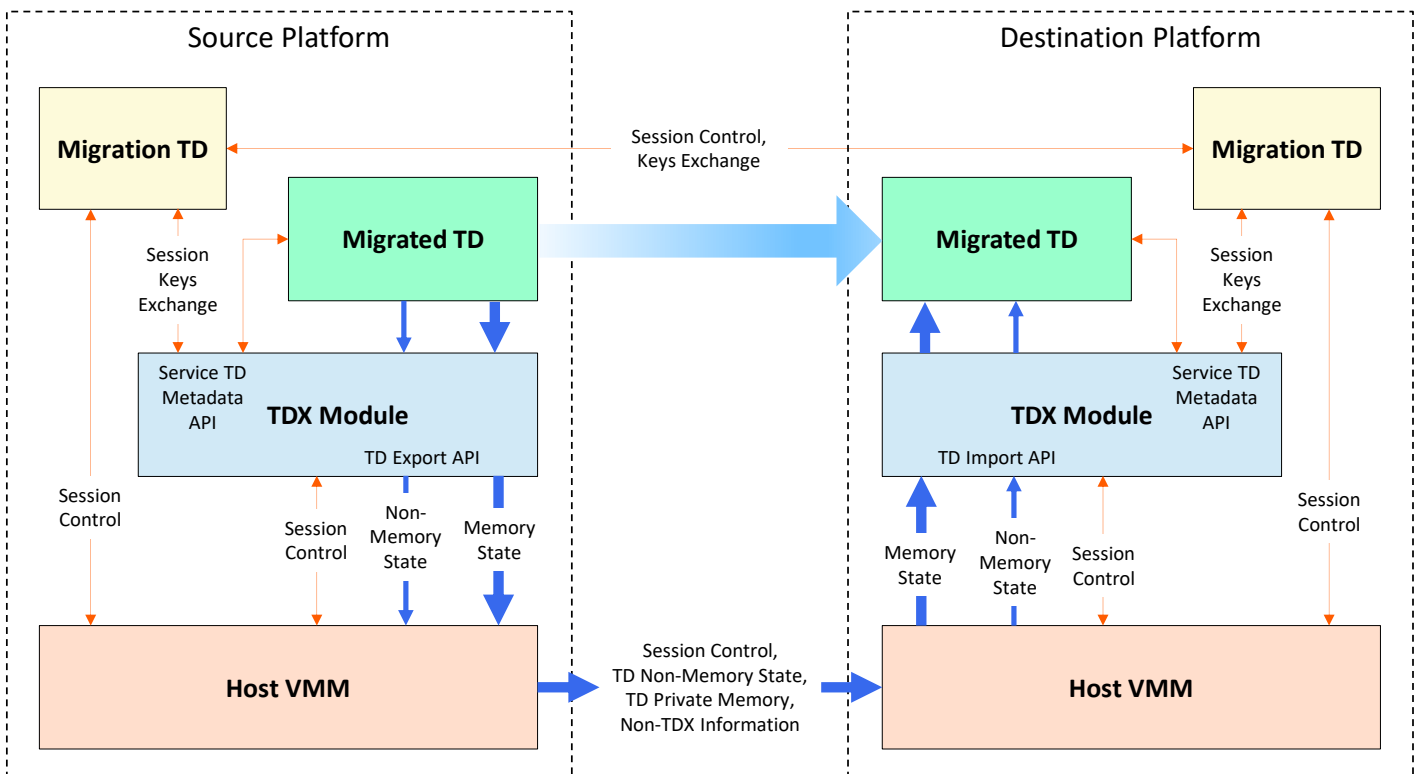 Source Platform
Destination Platform
Migration TD
Session Control,
Keys Exchange
Migration TD
Migrated TD
Migrated TD
Session
Keys
Exchange
Session
Keys
Exchange
Service TD
Metadata
API
TDX Module
TD Export API
Service TD
Metadata
API
TDX Module
TD Import API
Session
Control
Session
Control
Non-
Memory
State
Memory
State
Memory
State
Non-
Memory
State
Session
Control
Session
Control
Host VMM
Session Control,
TD Non-Memory State,
TD Private Memory,
Non-TDX Information
Host VMM